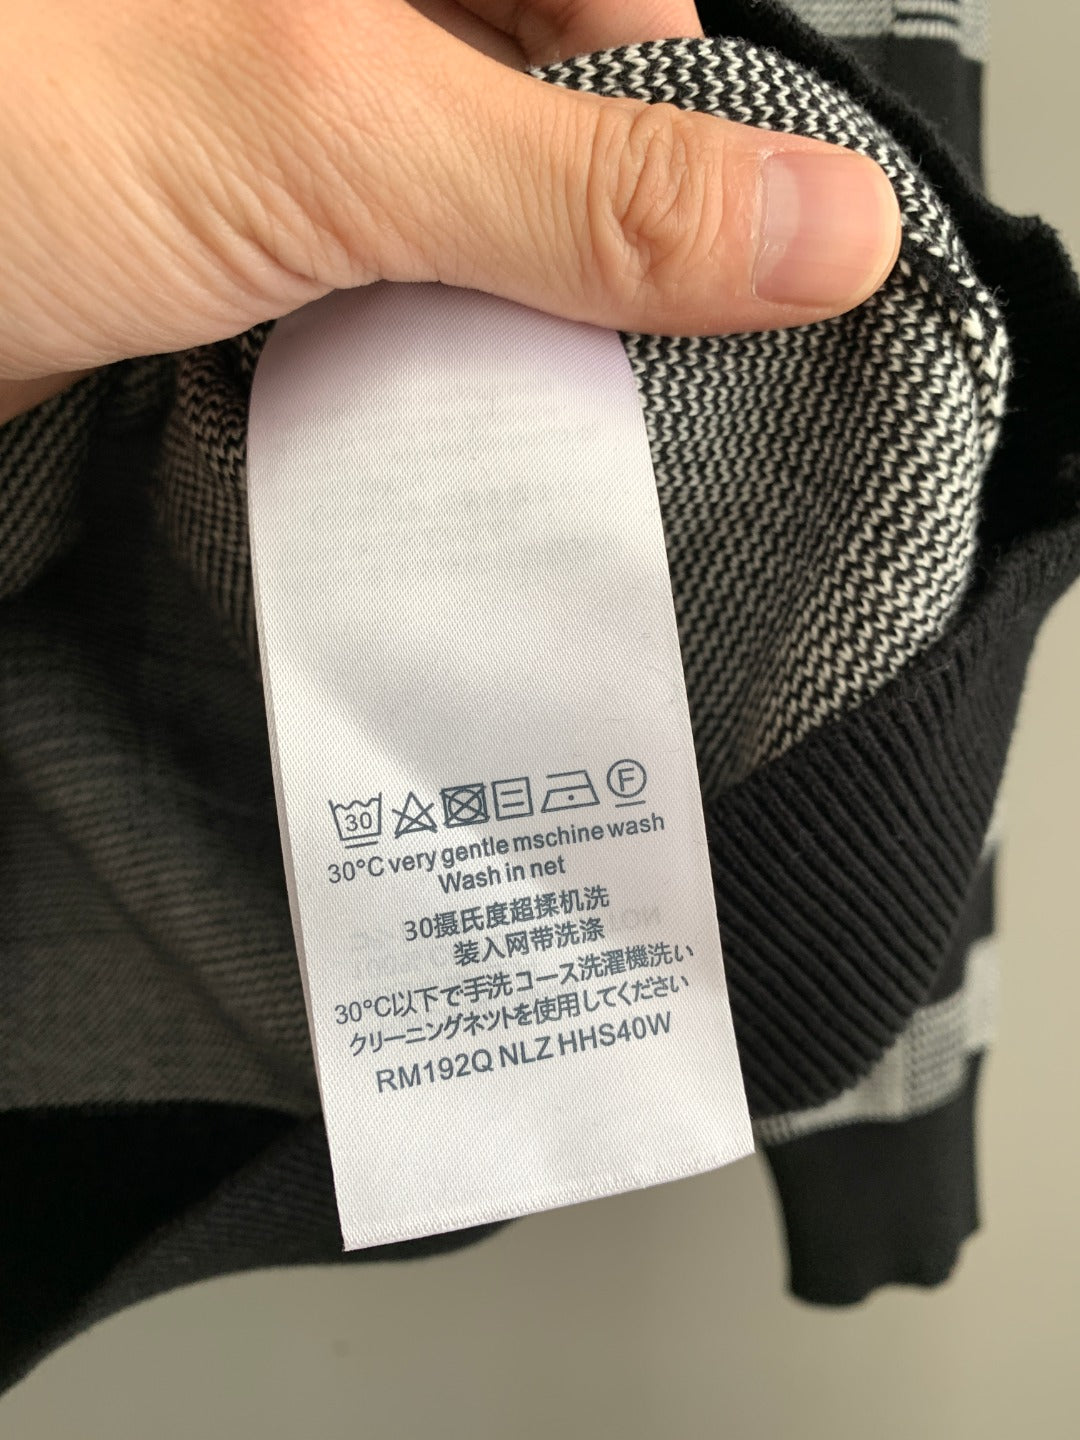 30
F
30°C very gentle mschine wash
Wash in net
30摄氏度超揉机洗
装入网带洗涤
30°C以下で手洗コース洗濯機洗い
クリーニングネットを使用してください
RM192Q NLZ HHS40W